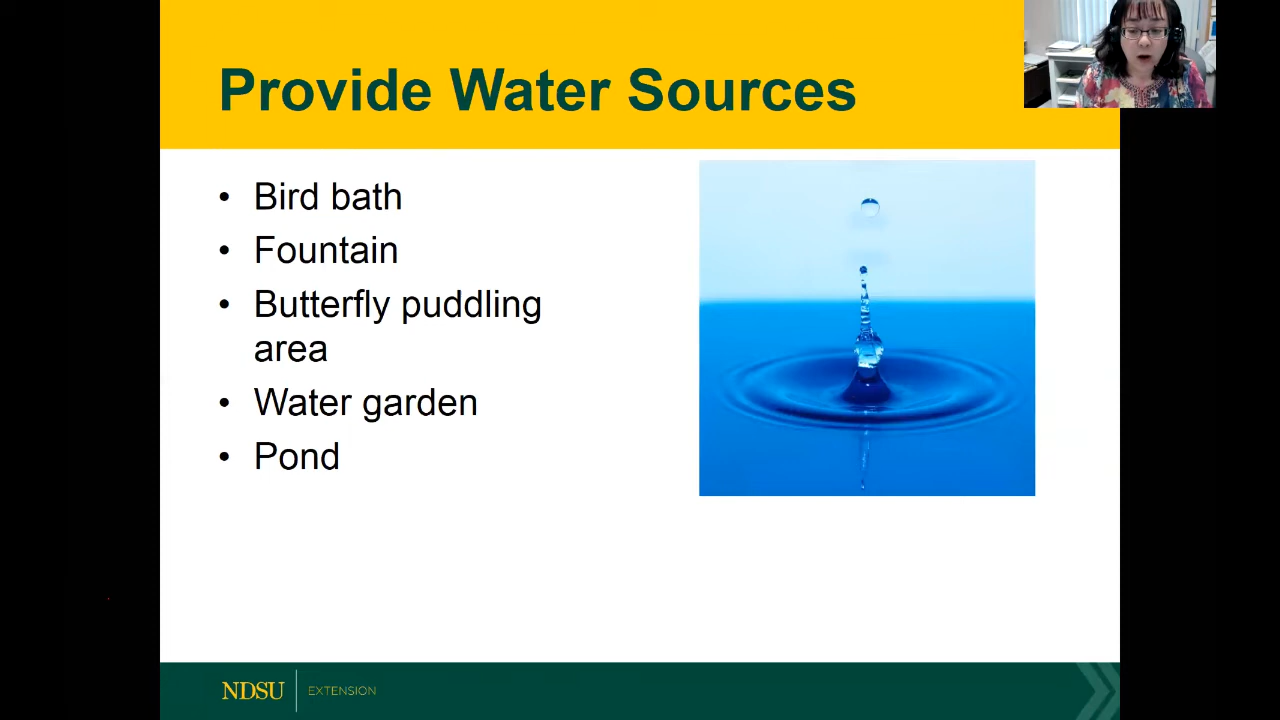 Provide Water Sources
• Bird bath
• Fountain
• Butterfly puddling
area
• Water garden
• Pond
NDSU EXTENSION